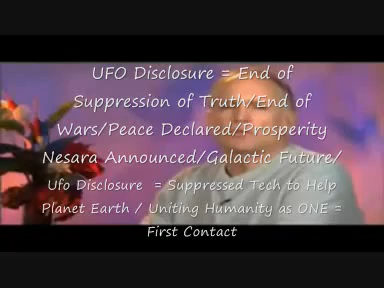 UFO Disclosure = End of
Suppression of Truth/End of
Wars/Peace Declared/Prosperity
Nesara Announced/Galactic Future/
Ufo Disclosure = Suppressed Tech to Help
Planet Earth / Uniting Humanity as ONE =
First Contact